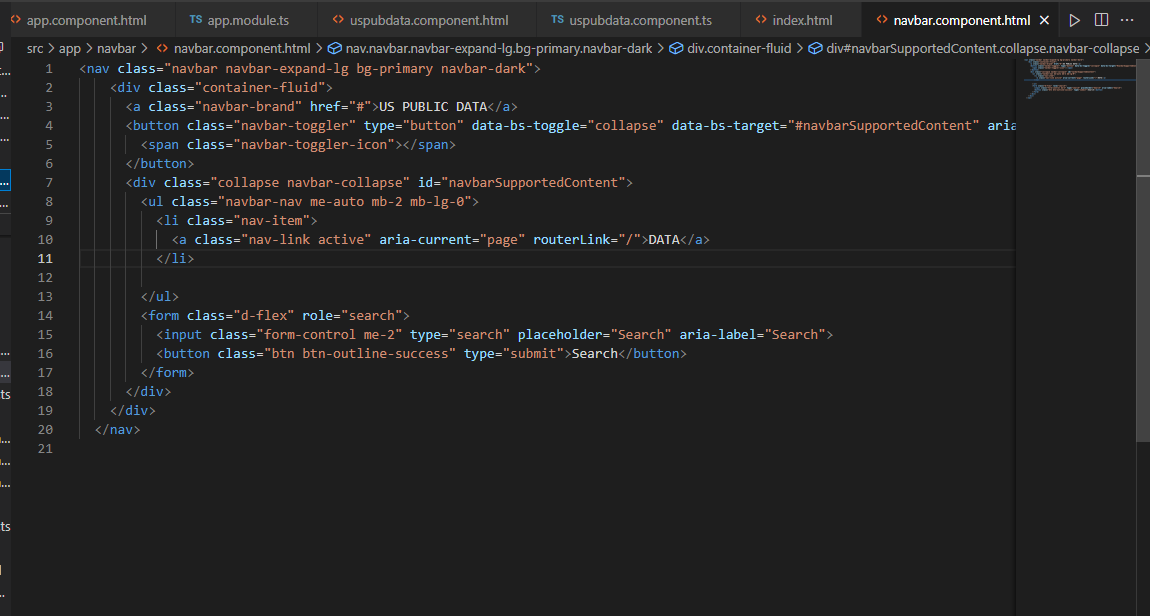 app.component.html
TS app.module.ts
uspubdata.component.html
TS uspubdata.component.ts
index.html
navbar.component.html
src > app > navbar > navbar.component.html > nav.navbar.navbar-expand-lg.bg-primary.navbar-dark > div.container-fluid > div#navbarSupportedContent.collapse.navbar-collapse >
1 <nav class="navbar navbar-expand-lg bg-primary navbar-dark">
2 <div class="container-fluid">
3 <a class="navbar-brand" href="#">US PUBLIC DATA</a>
4 <button class="navbar-toggler" type="button" data-bs-toggle="collapse" data-bs-target="#navbarSupportedContent" aria
5 <span class="navbar-toggler-icon"></span>
6 </button>
7 <div class="collapse navbar-collapse" id="navbarSupportedContent">
8 <ul class="navbar-nav me-auto mb-2 mb-lg-0">
9 <li class="nav-item">
10 <a class="nav-link active" aria-current="page" routerLink="/">DATA</a>
11 </li>
12
13 </ul>
14 <form class="d-flex" role="search">
15 <input class="form-control me-2" type="search" placeholder="Search" aria-label="Search">
16 <button class="btn btn-outline-success" type="submit">Search</button>
17 </form>
18 </div>
19 </div>
20 </nav>
21
ts
ts